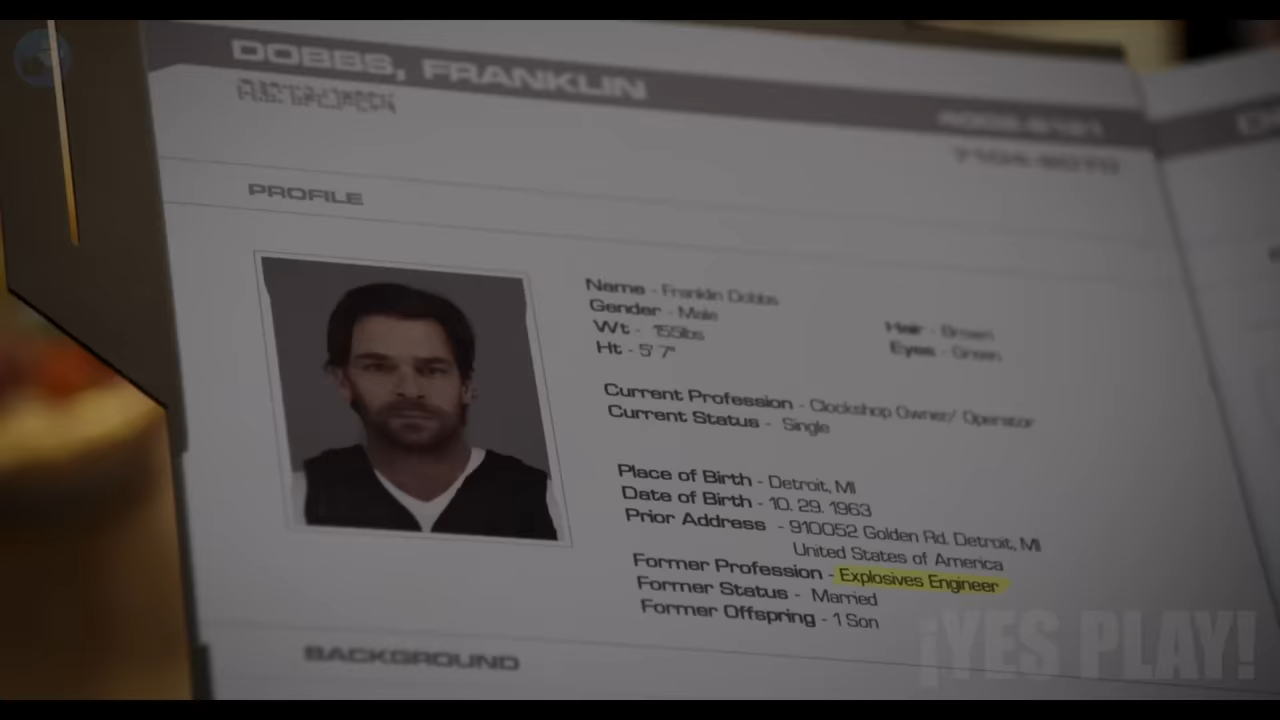 DOBBS, FRANKLIN
PROFILE
Name - Franklin Dobbs
Gender - Male
Wt - 155lbs
Ht - 5' 7"
Hair - Brown
Eyes - Green
Current Profession - Clockshop Owner/ Operator
Current Status - Single
Place of Birth - Detroit, MI
Date of Birth - 10. 29. 1963
Prior Address - 910052 Golden Rd. Detroit, MI
United States of America
Former Profession - Explosives Engineer
Former Status - Married
Former Offspring - 1 Son
BACKGROUND
¡YES PLAY!